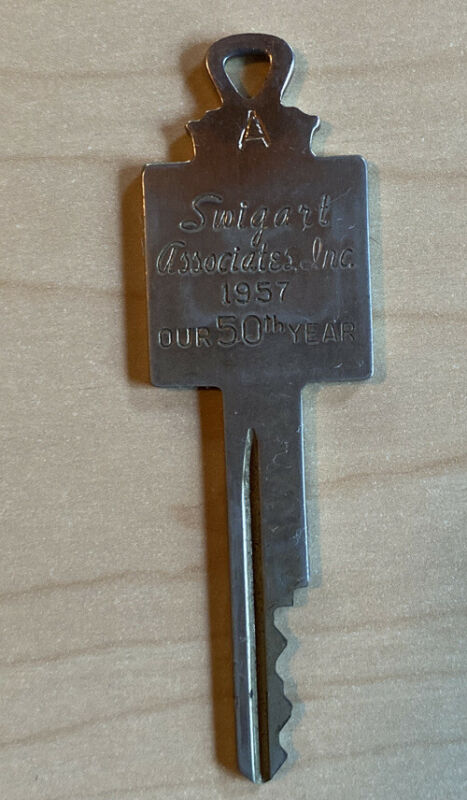 A
Swigart
Associates, Inc.
1957
OUR 50th YEAR